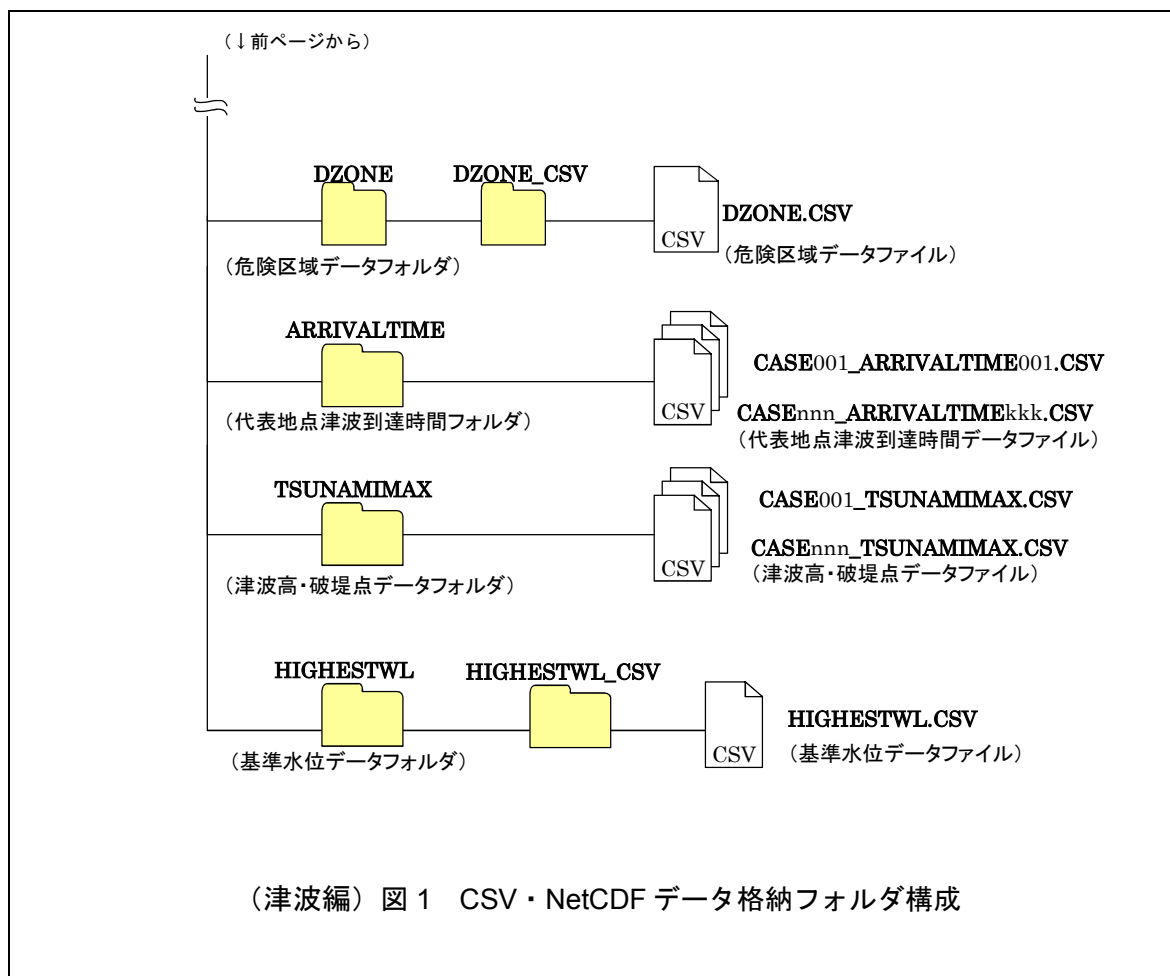 （↓前ページから）
DZONE
DZONE_CSV
CSV
DZONE.CSV
（危険区域データフォルダ）
（危険区域データファイル）
ARRIVALTIME
CSV
CASE001_ARRIVALTIME001.CSV
CASEnnn_ARRIVALTIMEkkk.CSV
（代表地点津波到達時間フォルダ）
（代表地点津波到達時間データファイル）
TSUNAMIMAX
CSV
CASE001_TSUNAMIMAX.CSV
CASEnnn_TSUNAMIMAX.CSV
（津波高・破堤点データフォルダ）
（津波高・破堤点データファイル）
HIGHESTWL
HIGHESTWL_CSV
CSV
HIGHESTWL.CSV
（基準水位データフォルダ）
（基準水位データファイル）
（津波編）図 1　CSV・NetCDF データ格納フォルダ構成